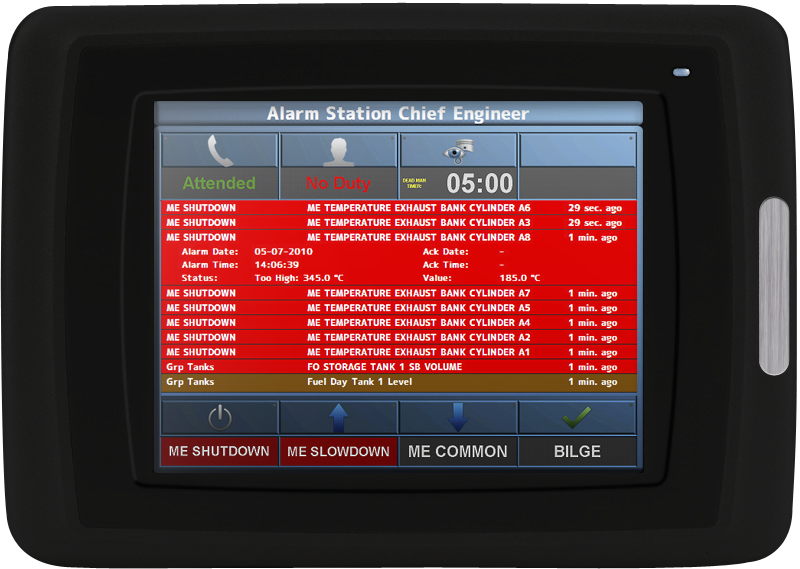 Alarm Station Chief Engineer
Attended No Duty DEAD MAN TIMER: 05:00
ME SHUTDOWN ME TEMPERATURE EXHAUST BANK CYLINDER A6 29 sec. ago
ME SHUTDOWN ME TEMPERATURE EXHAUST BANK CYLINDER A3 29 sec. ago
ME SHUTDOWN ME TEMPERATURE EXHAUST BANK CYLINDER A8 1 min. ago
Alarm Date: 05-07-2010 Ack Date: -
Alarm Time: 14:06:39 Ack Time: -
Status: Too High: 345.0 °C Value: 185.0 °C
ME SHUTDOWN ME TEMPERATURE EXHAUST BANK CYLINDER A7 1 min. ago
ME SHUTDOWN ME TEMPERATURE EXHAUST BANK CYLINDER A5 1 min. ago
ME SHUTDOWN ME TEMPERATURE EXHAUST BANK CYLINDER A4 1 min. ago
ME SHUTDOWN ME TEMPERATURE EXHAUST BANK CYLINDER A2 1 min. ago
ME SHUTDOWN ME TEMPERATURE EXHAUST BANK CYLINDER A1 1 min. ago
Grp Tanks FO STORAGE TANK 1 SB VOLUME 1 min. ago
Grp Tanks Fuel Day Tank 1 Level 1 min. ago
ME SHUTDOWN ME SLOWDOWN ME COMMON BILGE